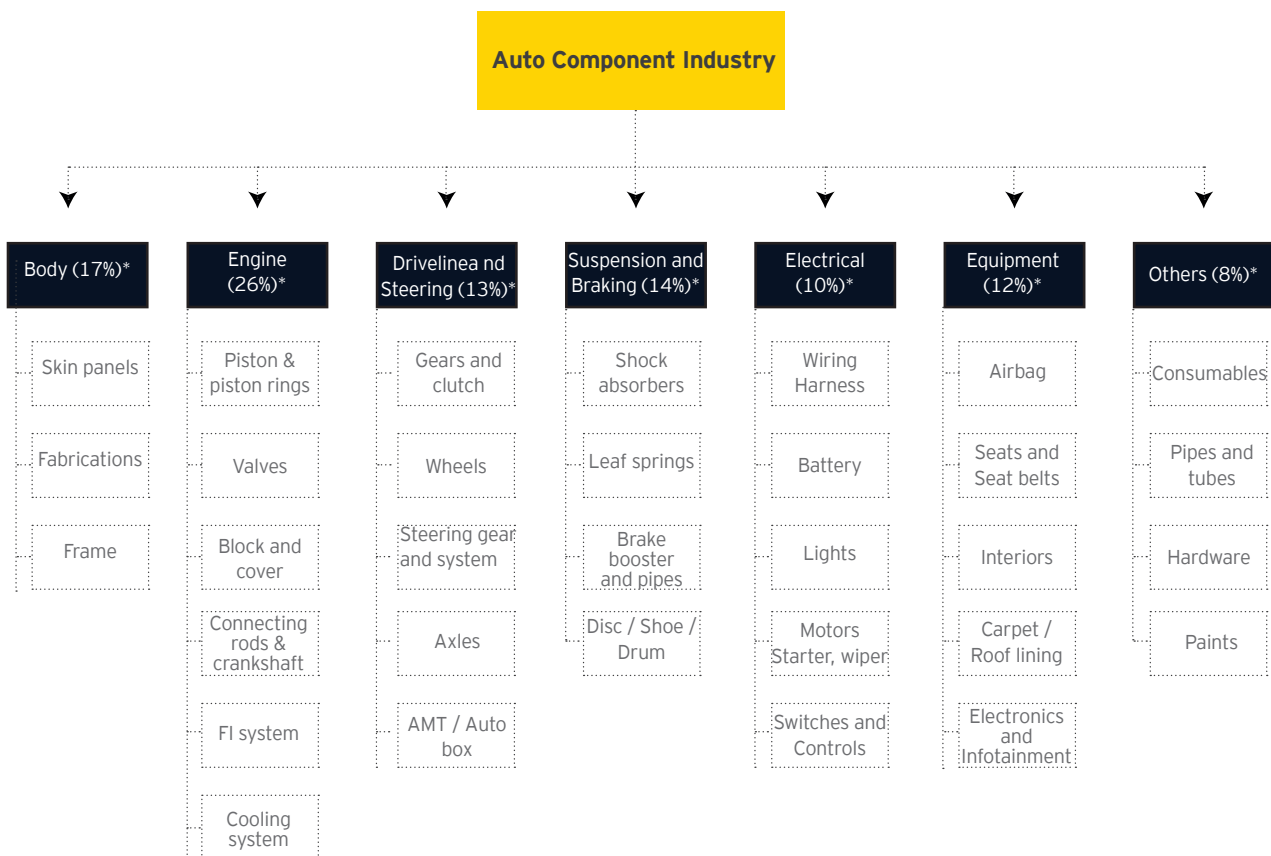 Auto Component Industry
Body (17%)*
Engine
(26%)*
Drivelinea nd
Steering (13%)*
Suspension and
Braking (14%)*
Electrical
(10%)*
Equipment
(12%)*
Others (8%)*
Skin panels
Fabrications
Frame
Piston &
piston rings
Valves
Block and
cover
Connecting
rods &
crankshaft
FI system
Cooling
system
Gears and
clutch
Wheels
Steering gear
and system
Axles
AMT / Auto
box
Shock
absorbers
Leaf springs
Brake
booster
and pipes
Disc / Shoe /
Drum
Wiring
Harness
Battery
Lights
Motors
Starter, wiper
Switches and
Controls
Airbag
Seats and
Seat belts
Interiors
Carpet /
Roof lining
Electronics
and
Infotainment
Consumables
Pipes and
tubes
Hardware
Paints